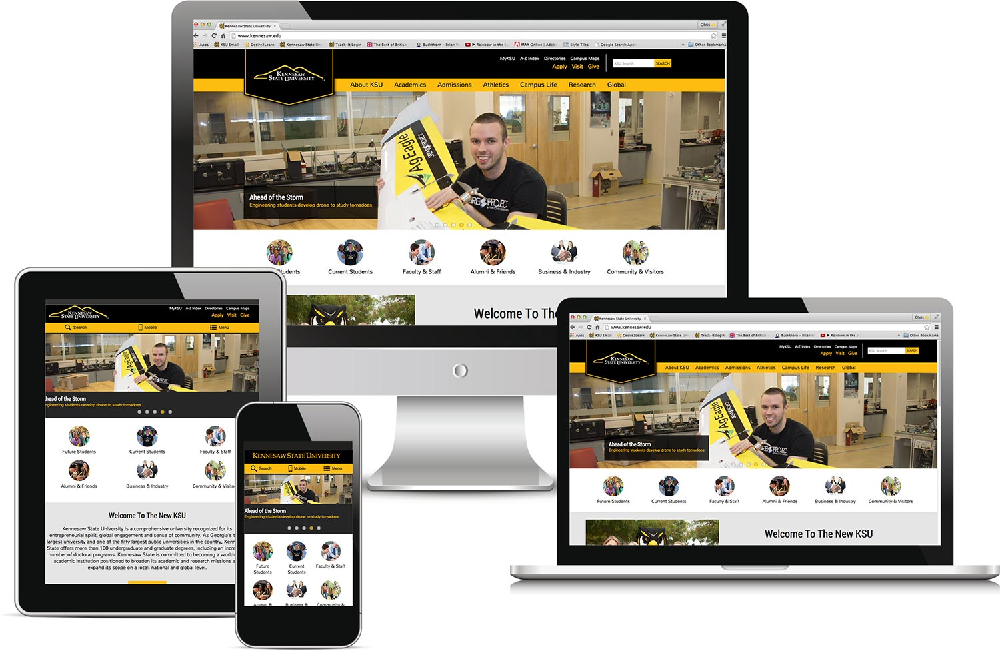 Kennesaw State University ×
Chris
www.kennesaw.edu
Apps KSU Email Desire2Learn Kennesaw State Uni Track-It Login The Best of British Buckthorn – Brian W ► Rainbow in the S MAX Online | Adobe Style Tiles Google Search Appl » Other Bookmarks
MyKSU A-Z Index Directories Campus Maps
Apply Visit Give
KSU Search SEARCH
KENNESAW
STATE UNIVERSITY
About KSU Academics Admissions Athletics Campus Life Research Global
AgEagle
Ahead of the Storm
Engineering students develop drone to study tornadoes
PROJECT
Students Current Students Faculty & Staff Alumni & Friends Business & Industry Community & Visitors
Welcome To The
KENNESAW
STATE UNIVERSITY
MyKSU A-Z Index Directories Campus Maps
Apply Visit Give
Search Mobile Menu
AgEagle
head of the Storm
ngineering students develop drone to study tornadoes
Future Students Current Students Faculty & Staff
Alumni & Friends Business & Industry Community & Visito
Welcome To The New KSU
Kennesaw State University is a comprehensive university recognized for its
entrepreneurial spirit, global engagement and sense of community. As Georgia's t
largest university and one of the fifty largest public universities in the country, Kenn
State offers more than 100 undergraduate and graduate degrees, including an incre
number of doctoral programs. Kennesaw State is committed to becoming a world-
academic institution positioned to broaden its academic and research missions a
expand its scope on a local, national and global level.
KENNESAW STATE UNIVERSITY
Search Mobile Menu
Ahead of the Storm
Engineering students develop drone to study tornadoes
Future Students
Current Students
Faculty & Staff
Alumni &
Business &
Community &
Kennesaw State University ×
Chris
www.kennesaw.edu
Apps KSU Email Desire2Learn Kennesaw State Uni Track-It Login The Best of British Buckthorn – Brian W ► Rainbow in the S » Other Bookmarks
MyKSU A-Z Index Directories Campus Maps
Apply Visit Give
KSU Search SEARCH
KENNESAW
STATE UNIVERSITY
About KSU Academics Admissions Athletics Campus Life Research Global
AgEagle
Ahead of the Storm
Engineering students develop drone to study tornadoes
PROJECT
Future Students Current Students Faculty & Staff Alumni & Friends Business & Industry Community & Visitors
Welcome To The New KSU